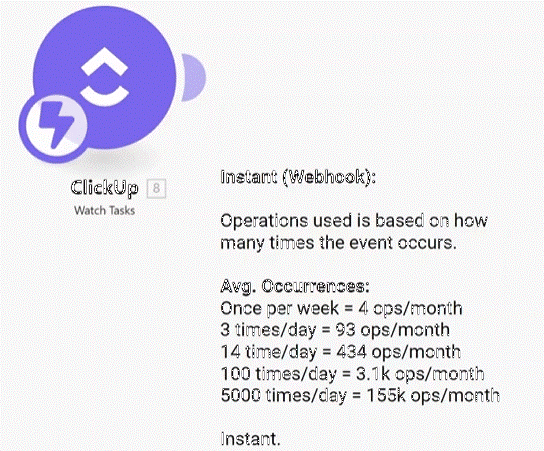 ClickUp 8
Watch Tasks
Instant (Webhook):
Operations used is based on how
many times the event occurs.
Avg. Occurrences:
Once per week = 4 ops/month
3 times/day = 93 ops/month
14 time/day = 434 ops/month
100 times/day = 3.1k ops/month
5000 times/day = 155k ops/month
Instant.